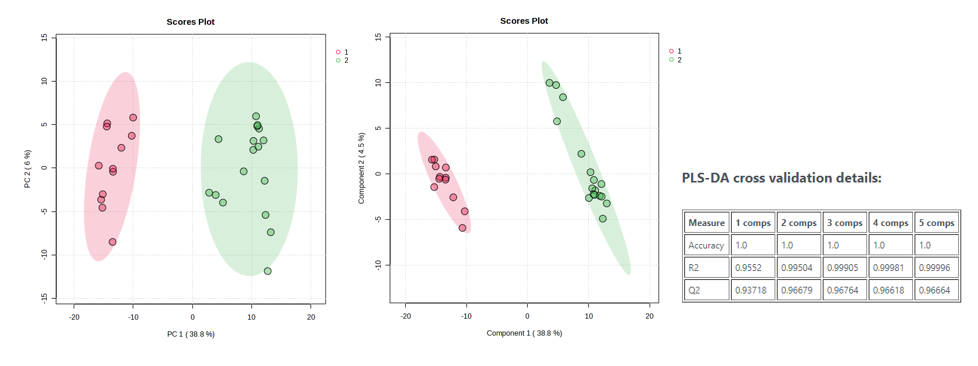 Scores Plot
15
10
5
0
-5
-10
-15
PC 2 ( 6 %)
-20
-10
0
10
20
PC 1 ( 38.8 %)
1
2
Scores Plot
15
10
5
0
-5
-10
Component 2 ( 4.5 %)
-20
-10
0
10
20
Component 1 ( 38.8 %)
1
2
PLS-DA cross validation details:
Measure 1 comps 2 comps 3 comps 4 comps 5 comps
Accuracy 1.0 1.0 1.0 1.0 1.0
R2 0.9552 0.99504 0.99905 0.99981 0.99996
Q2 0.93718 0.96679 0.96764 0.96618 0.96664